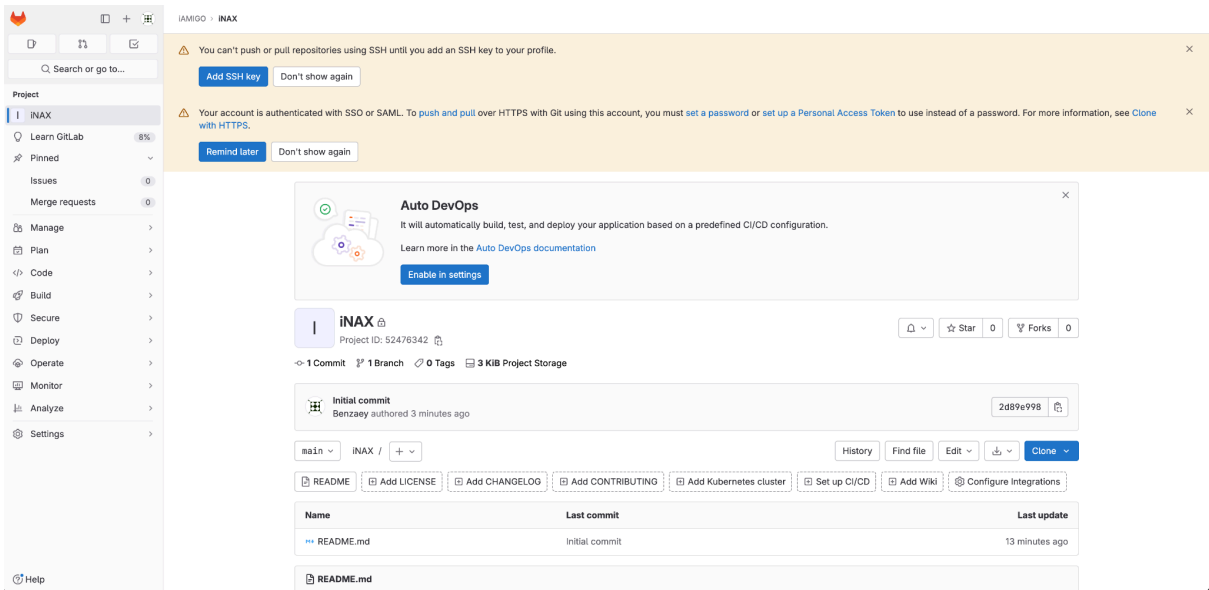 iAMIGO > iNAX
Search or go to...
Project
I iNAX
Learn GitLab 8%
Pinned
Issues 0
Merge requests 0
Manage
Plan
Code
Build
Secure
Deploy
Operate
Monitor
Analyze
Settings
Help
You can't push or pull repositories using SSH until you add an SSH key to your profile.
Add SSH key Don't show again
Your account is authenticated with SSO or SAML. To push and pull over HTTPS with Git using this account, you must set a password or set up a Personal Access Token to use instead of a password. For more information, see Clone
with HTTPS.
Remind later Don't show again
Auto DevOps
It will automatically build, test, and deploy your application based on a predefined CI/CD configuration.
Learn more in the Auto DevOps documentation
Enable in settings
I iNAX
Project ID: 52476342
Star 0 Forks 0
1 Commit 1 Branch 0 Tags 3 KiB Project Storage
Initial commit
Benzaey authored 3 minutes ago
2d89e998
main iNAX / + History Find file Edit Clone
README Add LICENSE Add CHANGELOG Add CONTRIBUTING Add Kubernetes cluster Set up CI/CD Add Wiki Configure Integrations
Name Last commit Last update
M+ README.md Initial commit 13 minutes ago
README.md